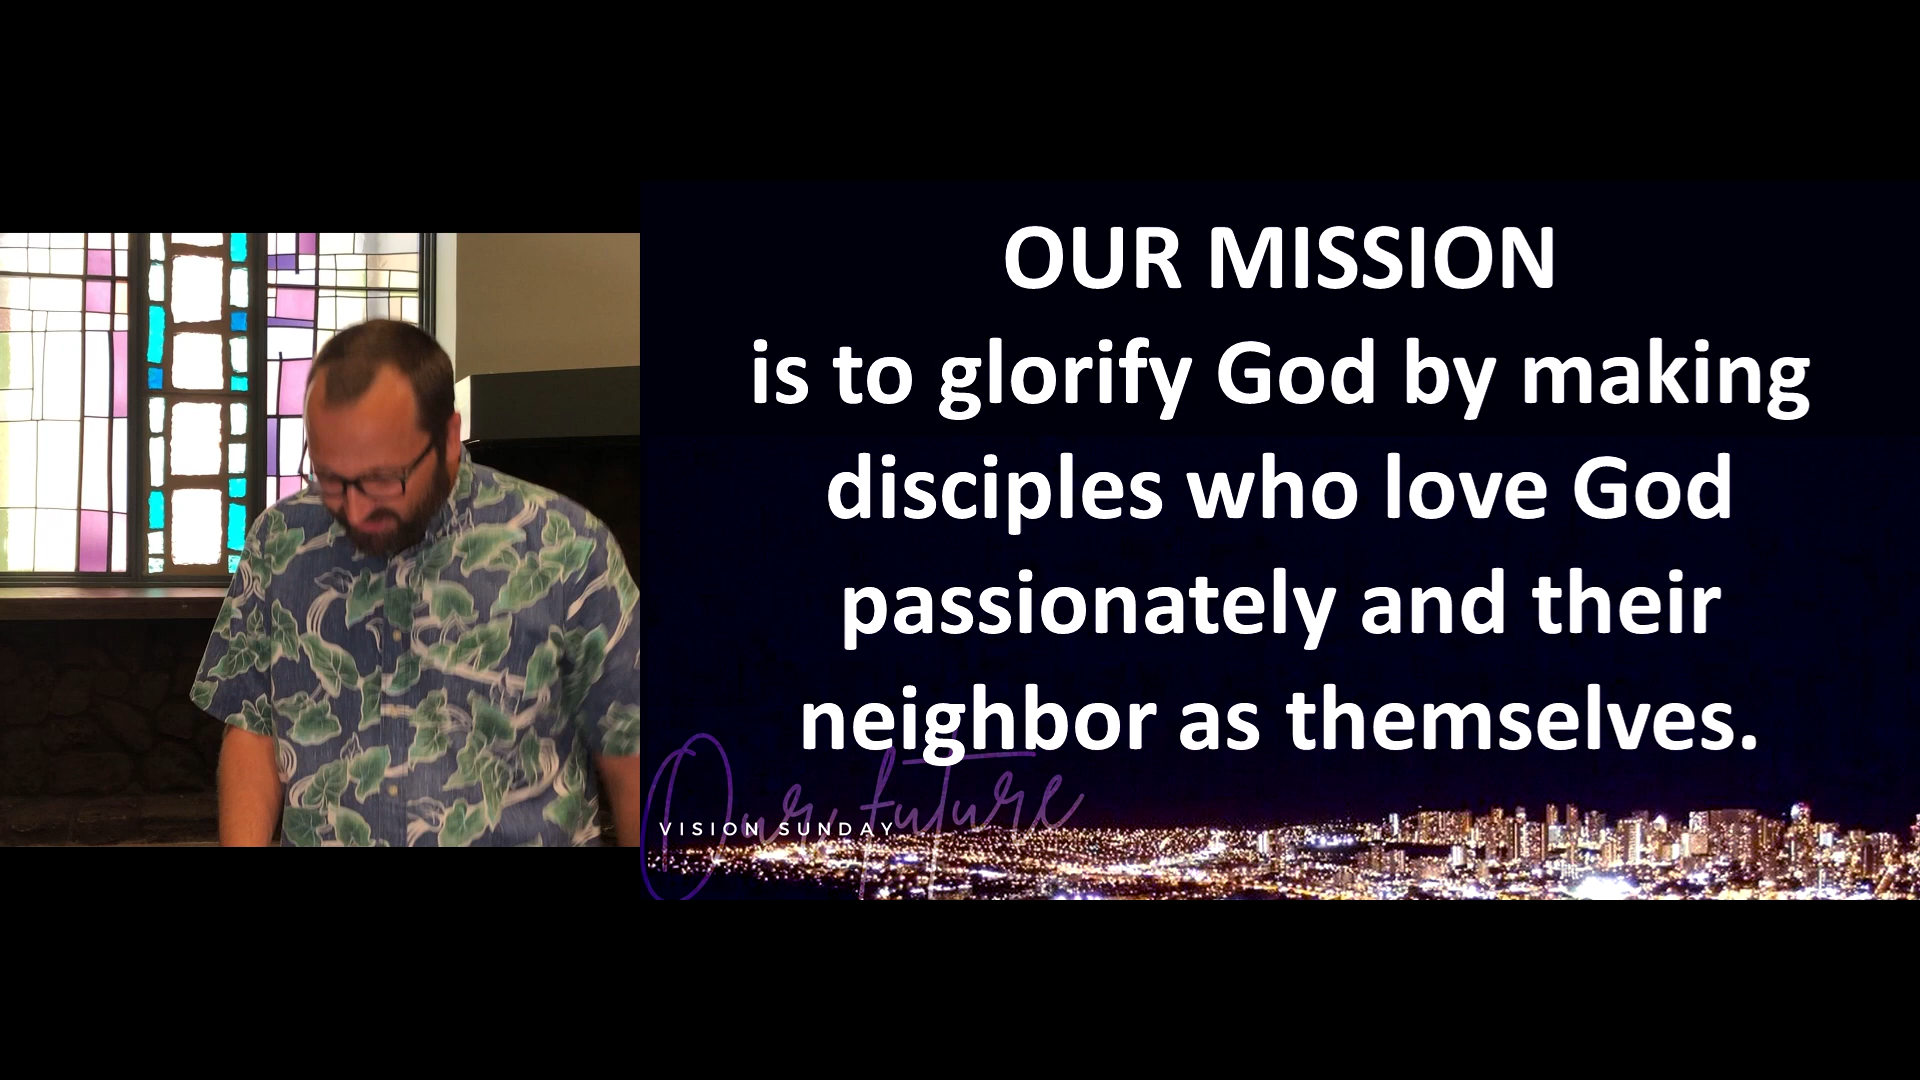 OUR MISSION
is to glorify God by making
disciples who love God
passionately and their
neighbor as themselves.
Our future
VISION SUNDAY